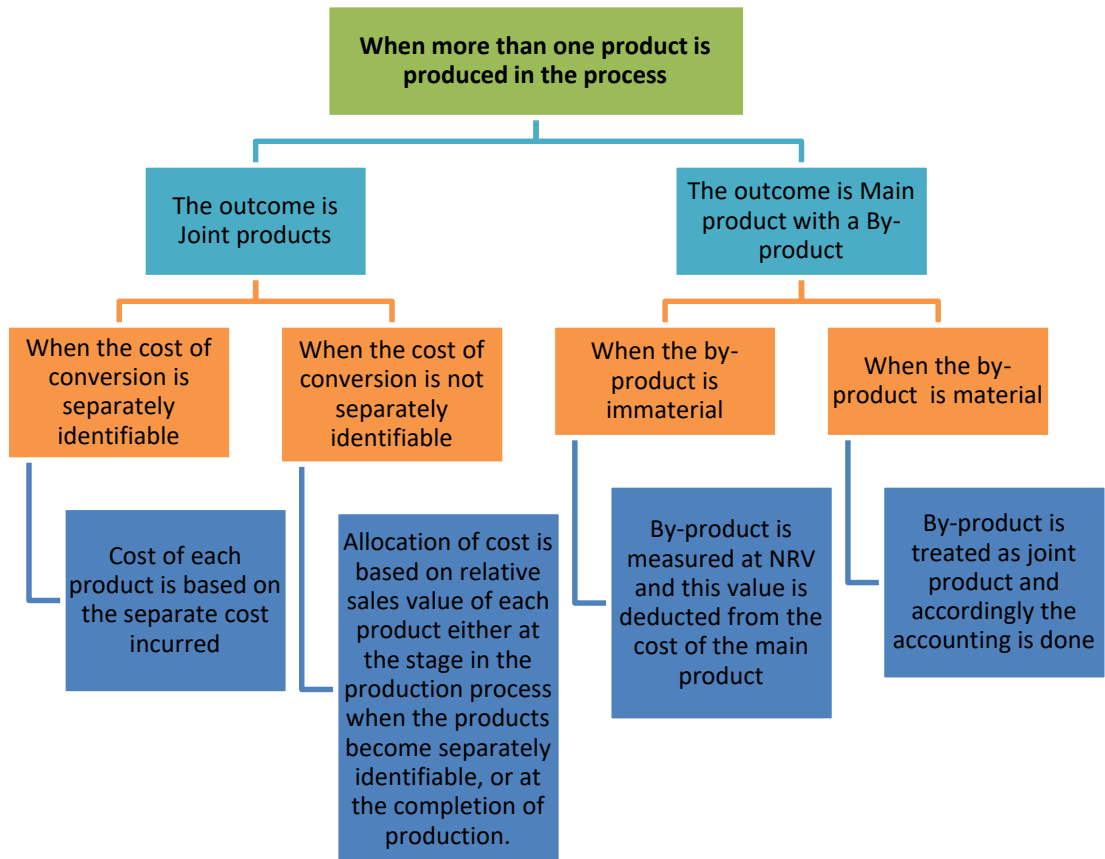 When more than one product is
produced in the process
The outcome is
Joint products
The outcome is Main
product with a By-
product
When the cost of
conversion is
separately
identifiable
When the cost of
conversion is not
separately
identifiable
When the by-
product is
immaterial
When the by-
product is material
Cost of each
product is based on
the separate cost
incurred
Allocation of cost is
based on relative
sales value of each
product either at
the stage in the
production process
when the products
become separately
identifiable, or at
the completion of
production.
By-product is
measured at NRV
and this value is
deducted from the
cost of the main
product
By-product is
treated as joint
product and
accordingly the
accounting is done